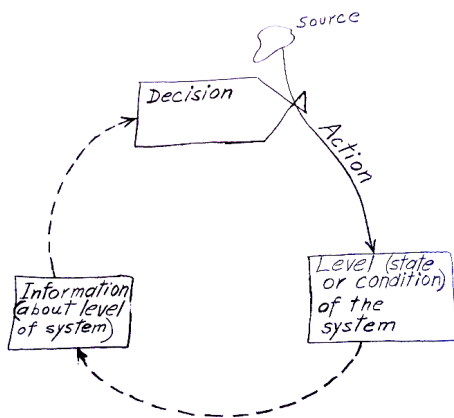 Source
Decision
Action
Level (state
or condition)
of the
system
Information
(about level
of system)